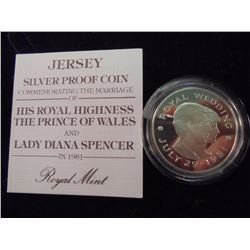 JERSEY
SILVER PROOF COIN
COMMEMORATING THE MARRIAGE
OF
HIS ROYAL HIGHNESS
THE PRINCE OF WALES
AND
LADY DIANA SPENCER
IN 1981
Royal Mint
ROYAL WEDDING
JULY 29 · 1981